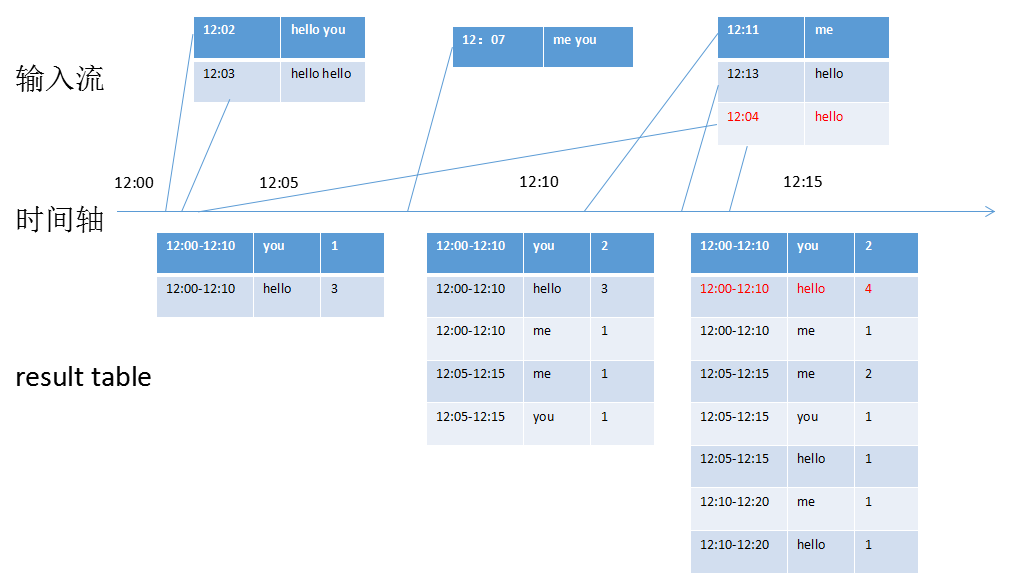 12:02 hello you
12:03 hello hello
12：07 me you
12:11 me
12:13 hello
12:04 hello
输入流
12:00 12:05 12:10 12:15
时间轴
12:00-12:10 you 1
12:00-12:10 hello 3
12:00-12:10 you 2
12:00-12:10 hello 3
12:00-12:10 me 1
12:05-12:15 me 1
12:05-12:15 you 1
12:00-12:10 you 2
12:00-12:10 hello 4
12:00-12:10 me 1
12:05-12:15 me 2
12:05-12:15 you 1
12:05-12:15 hello 1
12:10-12:20 me 1
12:10-12:20 hello 1
result table